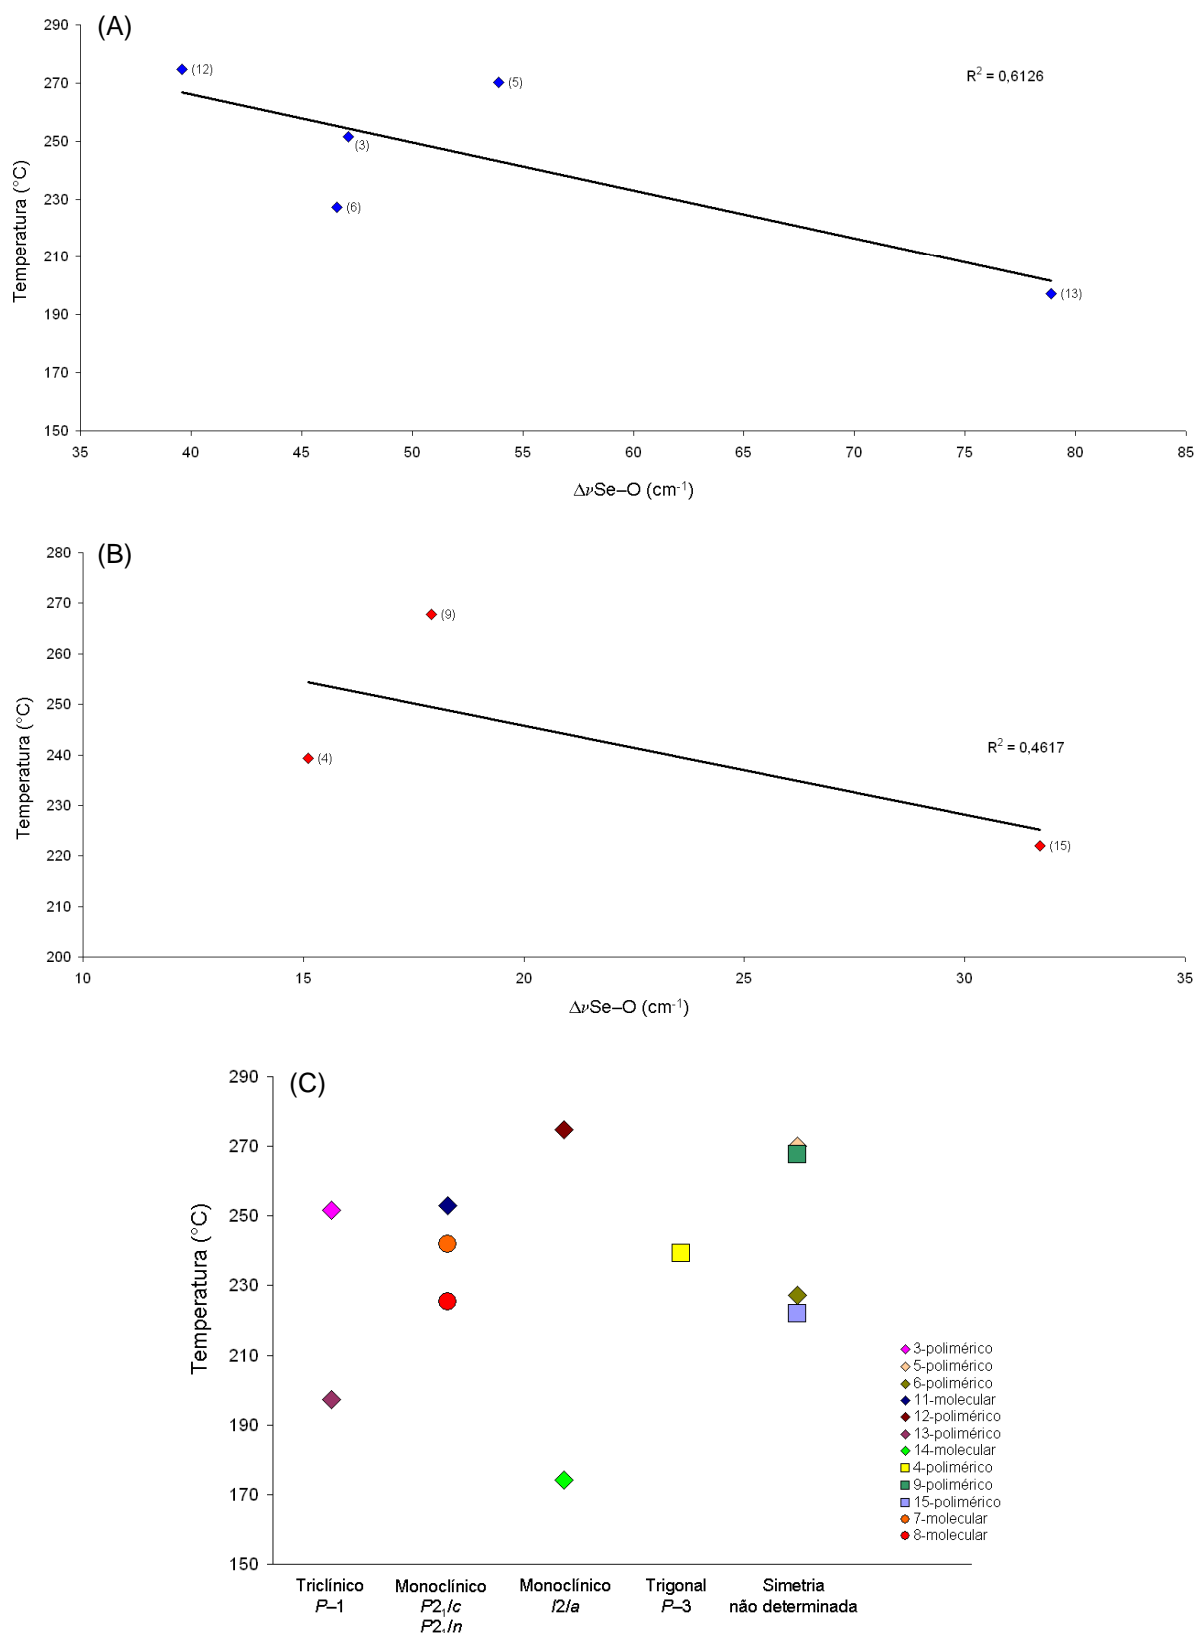 (A)
290
270
250
230
210
190
170
150
Temperatura (°C)
(12)
(5)
(3)
(6)
(13)
R² = 0,6126
35 40 45 50 55 60 65 70 75 80 85
ΔνSe–O (cm⁻¹)
(B)
280
270
260
250
240
230
220
210
200
Temperatura (°C)
(9)
(4)
(15)
R² = 0,4617
10 15 20 25 30 35
ΔνSe–O (cm⁻¹)
(C)
290
270
250
230
210
190
170
150
Temperatura (°C)
3-polimérico
5-polimérico
6-polimérico
11-molecular
12-polimérico
13-polimérico
14-molecular
4-polimérico
9-polimérico
15-polimérico
7-molecular
8-molecular
Triclínico Monoclínico Monoclínico Trigonal Simetria
P–1 P2₁/c I2/a P–3 não determinada
P2₁/n